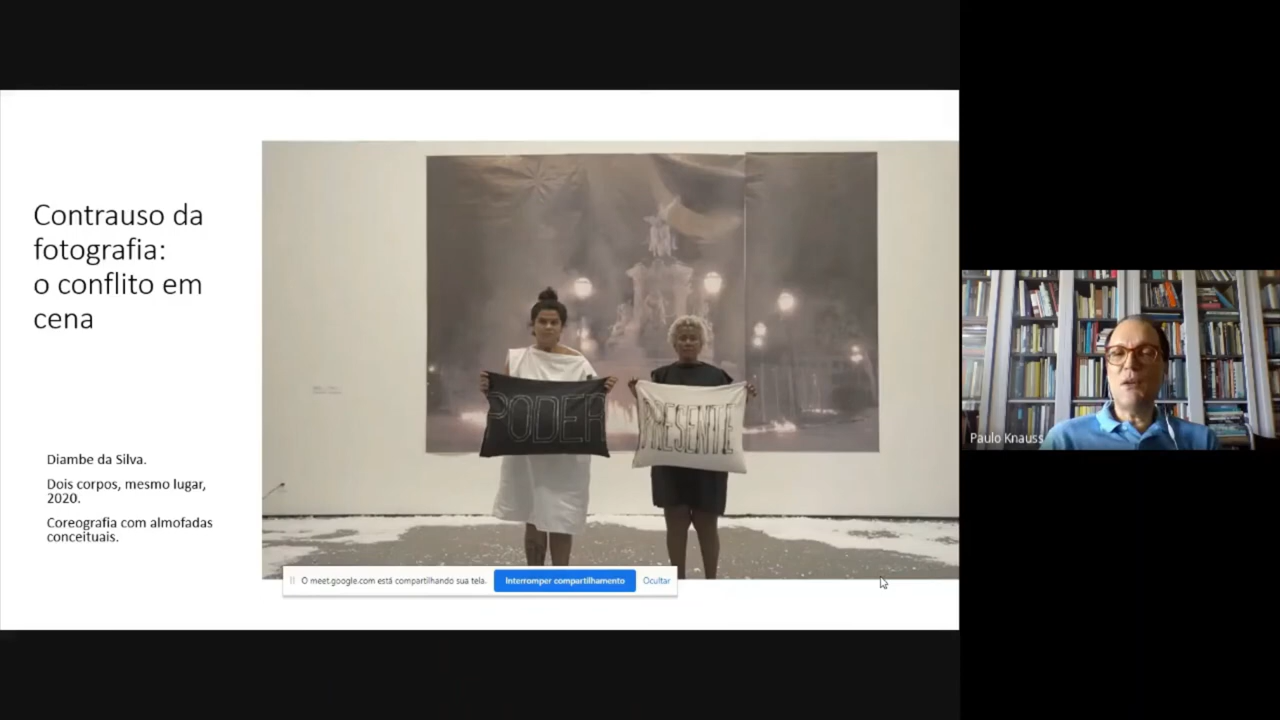 Contrauso da
fotografia:
o conflito em
cena
Diambe da Silva.
Dois corpos, mesmo lugar,
2020.
Coreografia com almofadas
conceituais.
PODER
PRESENTE
O meet.google.com está compartilhando sua tela.
Interromper compartilhamento
Ocultar
Paulo Knauss